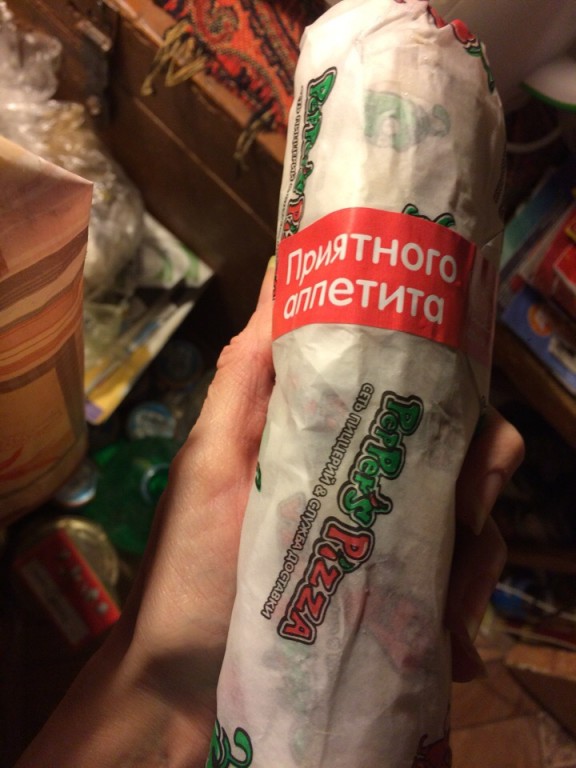 Приятного
аппетита
PepPer's Pizza
СЕТЬ ПИЦЦЕРИЙ & СЛУЖБА ДОСТАВКИ